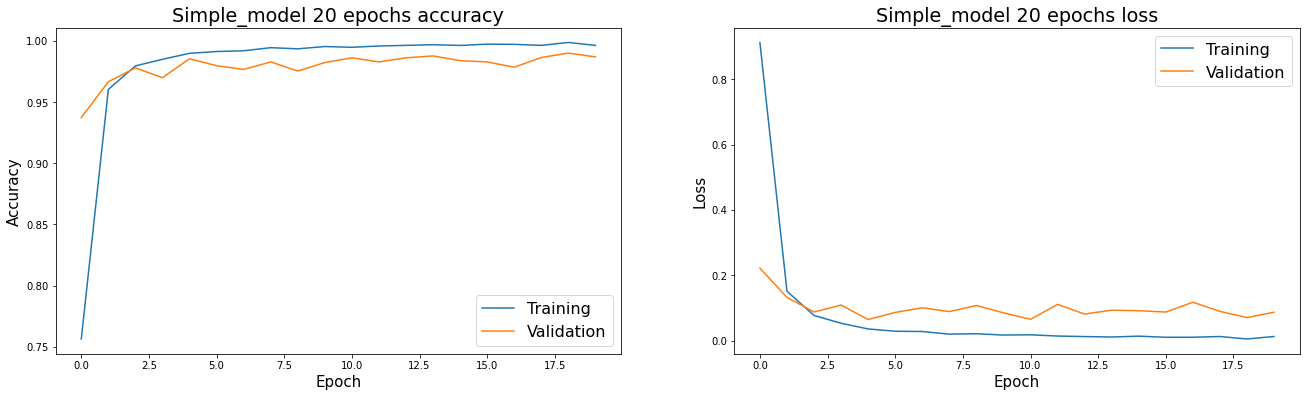 Simple_model 20 epochs accuracy
1.00
0.95
0.90
0.85
0.80
0.75
Accuracy
0.0 2.5 5.0 7.5 10.0 12.5 15.0 17.5
Epoch
Training
Validation
Simple_model 20 epochs loss
0.8
0.6
0.4
0.2
0.0
Loss
0.0 2.5 5.0 7.5 10.0 12.5 15.0 17.5
Epoch
Training
Validation